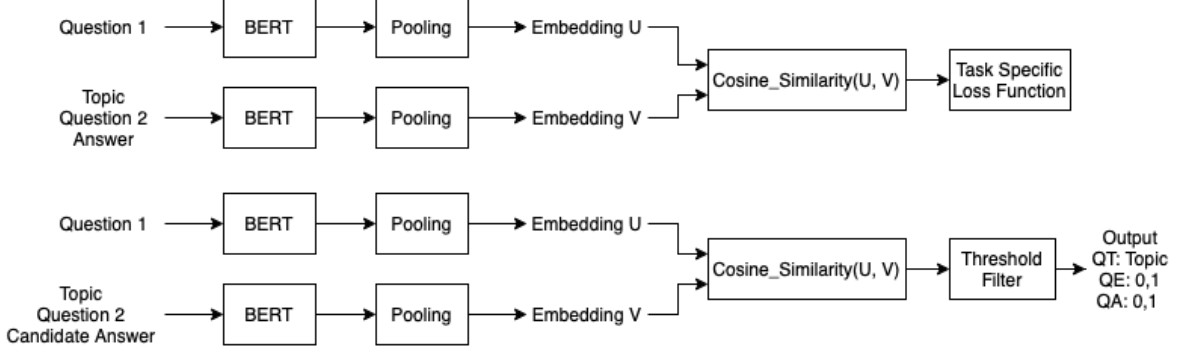 Question 1
BERT
Pooling
Embedding U
Topic
Question 2
Answer
BERT
Pooling
Embedding V
Cosine_Similarity(U, V)
Task Specific
Loss Function
Question 1
BERT
Pooling
Embedding U
Topic
Question 2
Candidate Answer
BERT
Pooling
Embedding V
Cosine_Similarity(U, V)
Threshold
Filter
Output
QT: Topic
QE: 0,1
QA: 0,1